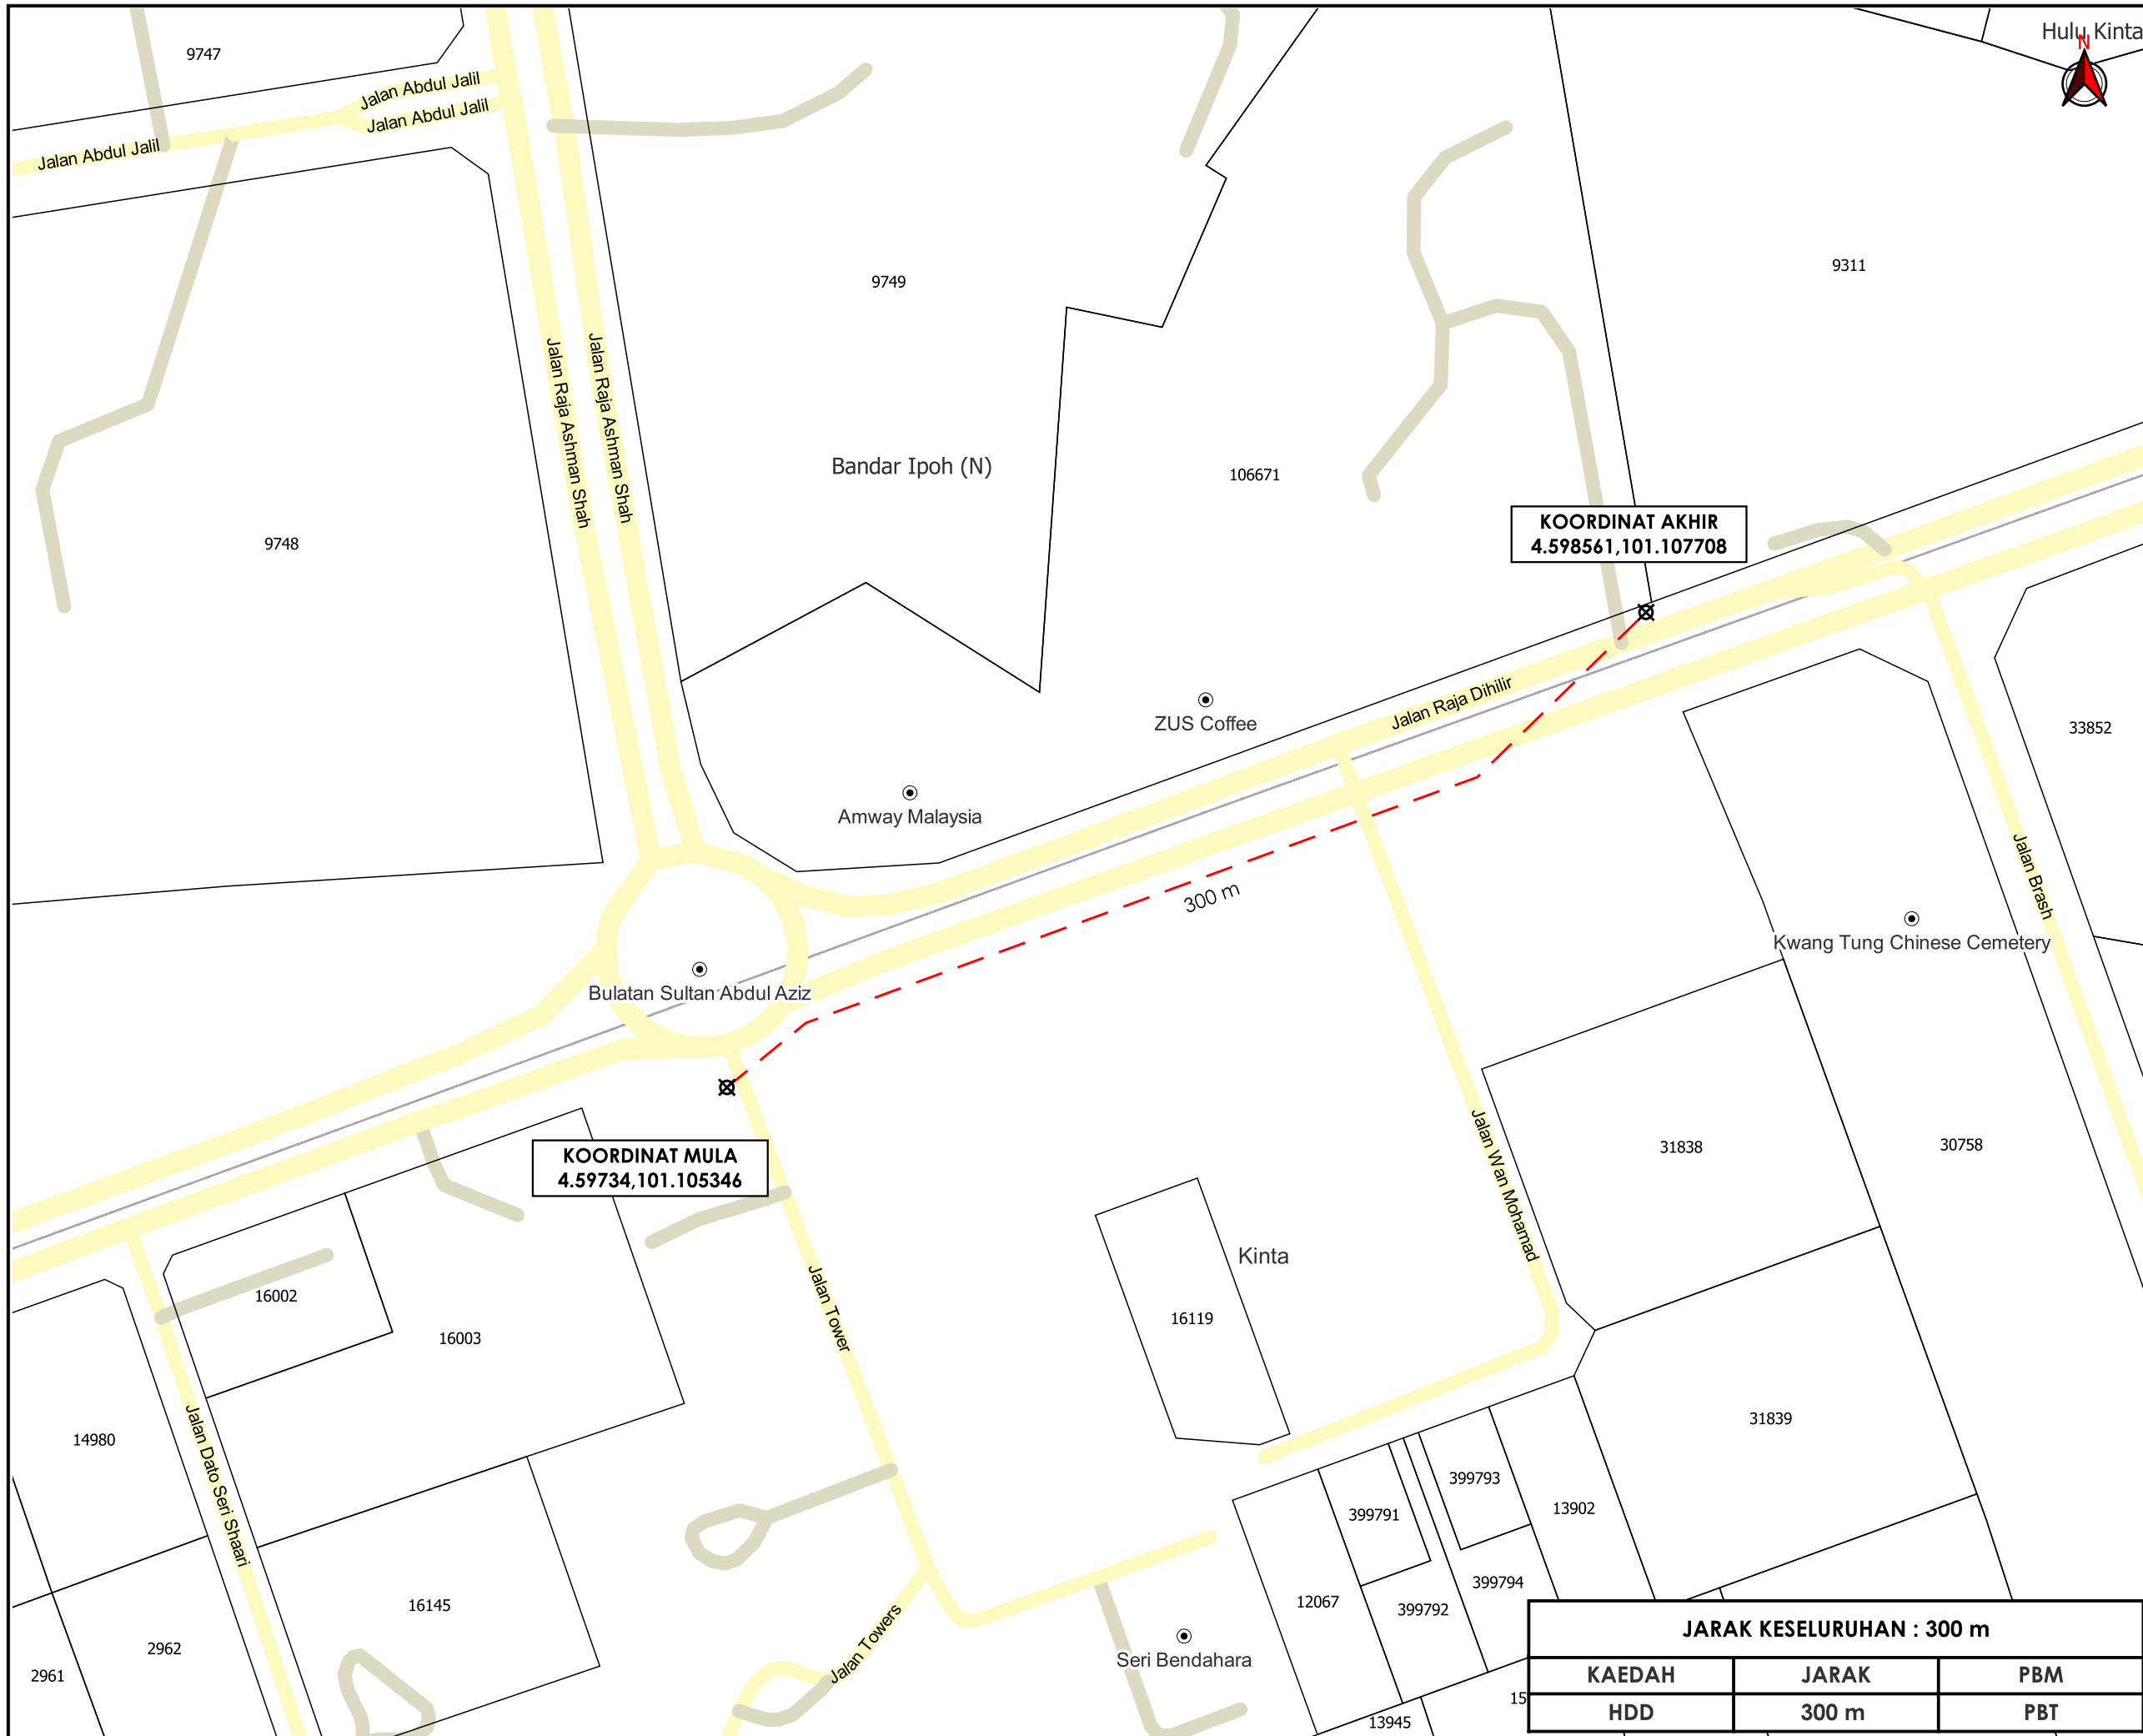 9747
Hulu Kinta
N
Jalan Abdul Jalil
Jalan Abdul Jalil
Jalan Abdul Jalil
9749
9311
Jalan Raja Ashman Shah
Jalan Raja Ashman Shah
Bandar Ipoh (N)
106671
9748
KOORDINAT AKHIR
4.598561,101.107708
Jalan Raja Dihilir
ZUS Coffee
33852
Amway Malaysia
300 m
Jalan Brash
Kwang Tung Chinese Cemetery
Bulatan Sultan Abdul Aziz
KOORDINAT MULA
4.59734,101.105346
31838
30758
Jalan Wan Mohamad
Kinta
16002
16003
Jalan Tower
16119
14980
31839
Jalan Dato Seri Shaari
399793
399791
13902
399794
16145
12067
399792
2962
2961
Jalan Towers
Seri Bendahara
15
13945
JARAK KESELURUHAN : 300 m
KAEDAH JARAK PBM
HDD 300 m PBT